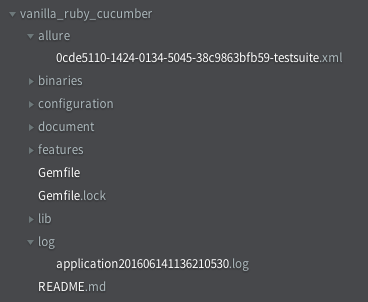 vanilla_ruby_cucumber
allure
0cde5110-1424-0134-5045-38c9863bfb59-testsuite.xml
binaries
configuration
document
features
Gemfile
Gemfile.lock
lib
log
application201606141136210530.log
README.md